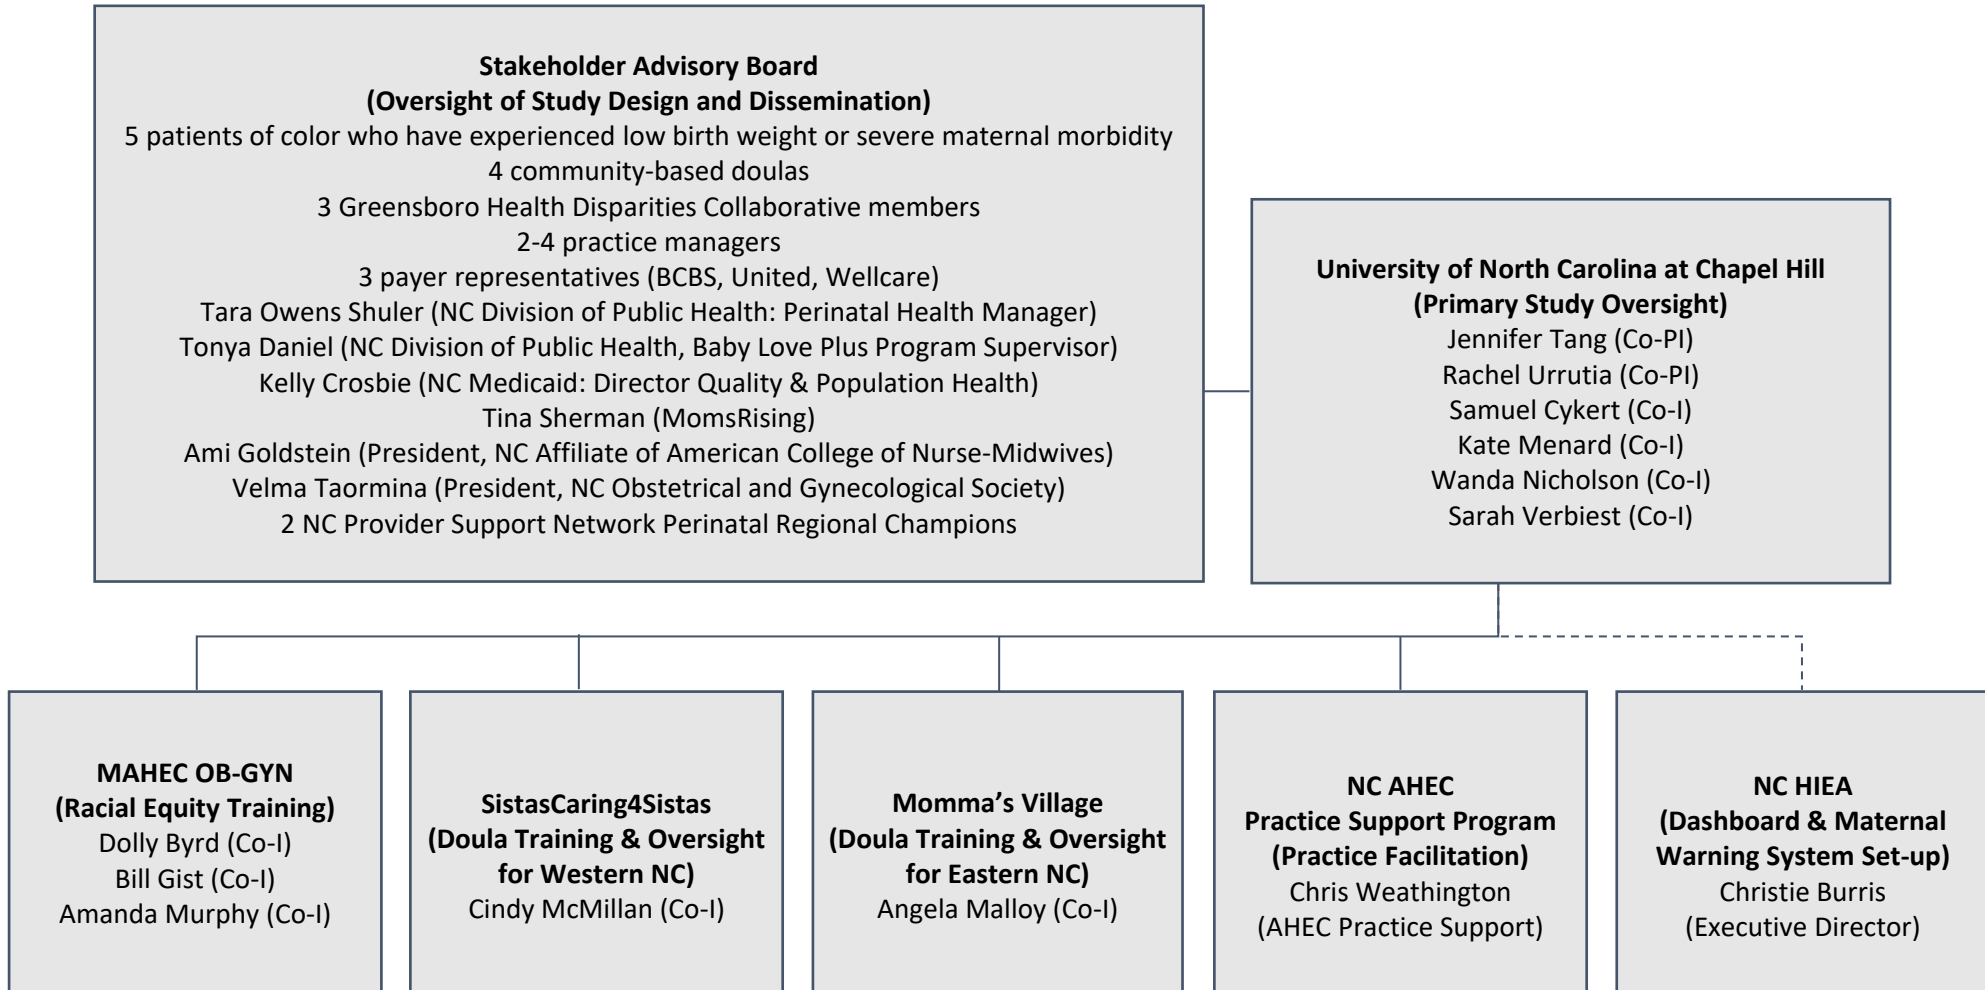 Stakeholder Advisory Board
(Oversight of Study Design and Dissemination)
5 patients of color who have experienced low birth weight or severe maternal morbidity
4 community-based doulas
3 Greensboro Health Disparities Collaborative members
2-4 practice managers
3 payer representatives (BCBS, United, Wellcare)
Tara Owens Shuler (NC Division of Public Health: Perinatal Health Manager)
Tonya Daniel (NC Division of Public Health, Baby Love Plus Program Supervisor)
Kelly Crosbie (NC Medicaid: Director Quality & Population Health)
Tina Sherman (MomsRising)
Ami Goldstein (President, NC Affiliate of American College of Nurse-Midwives)
Velma Taormina (President, NC Obstetrical and Gynecological Society)
2 NC Provider Support Network Perinatal Regional Champions
University of North Carolina at Chapel Hill
(Primary Study Oversight)
Jennifer Tang (Co-PI)
Rachel Urrutia (Co-PI)
Samuel Cykert (Co-I)
Kate Menard (Co-I)
Wanda Nicholson (Co-I)
Sarah Verbiest (Co-I)
MAHEC OB-GYN
(Racial Equity Training)
Dolly Byrd (Co-I)
Bill Gist (Co-I)
Amanda Murphy (Co-I)
SistasCaring4Sistas
(Doula Training & Oversight
for Western NC)
Cindy McMillan (Co-I)
Momma’s Village
(Doula Training & Oversight
for Eastern NC)
Angela Malloy (Co-I)
NC AHEC
Practice Support Program
(Practice Facilitation)
Chris Weathington
(AHEC Practice Support)
NC HIEA
(Dashboard & Maternal
Warning System Set-up)
Christie Burris
(Executive Director)